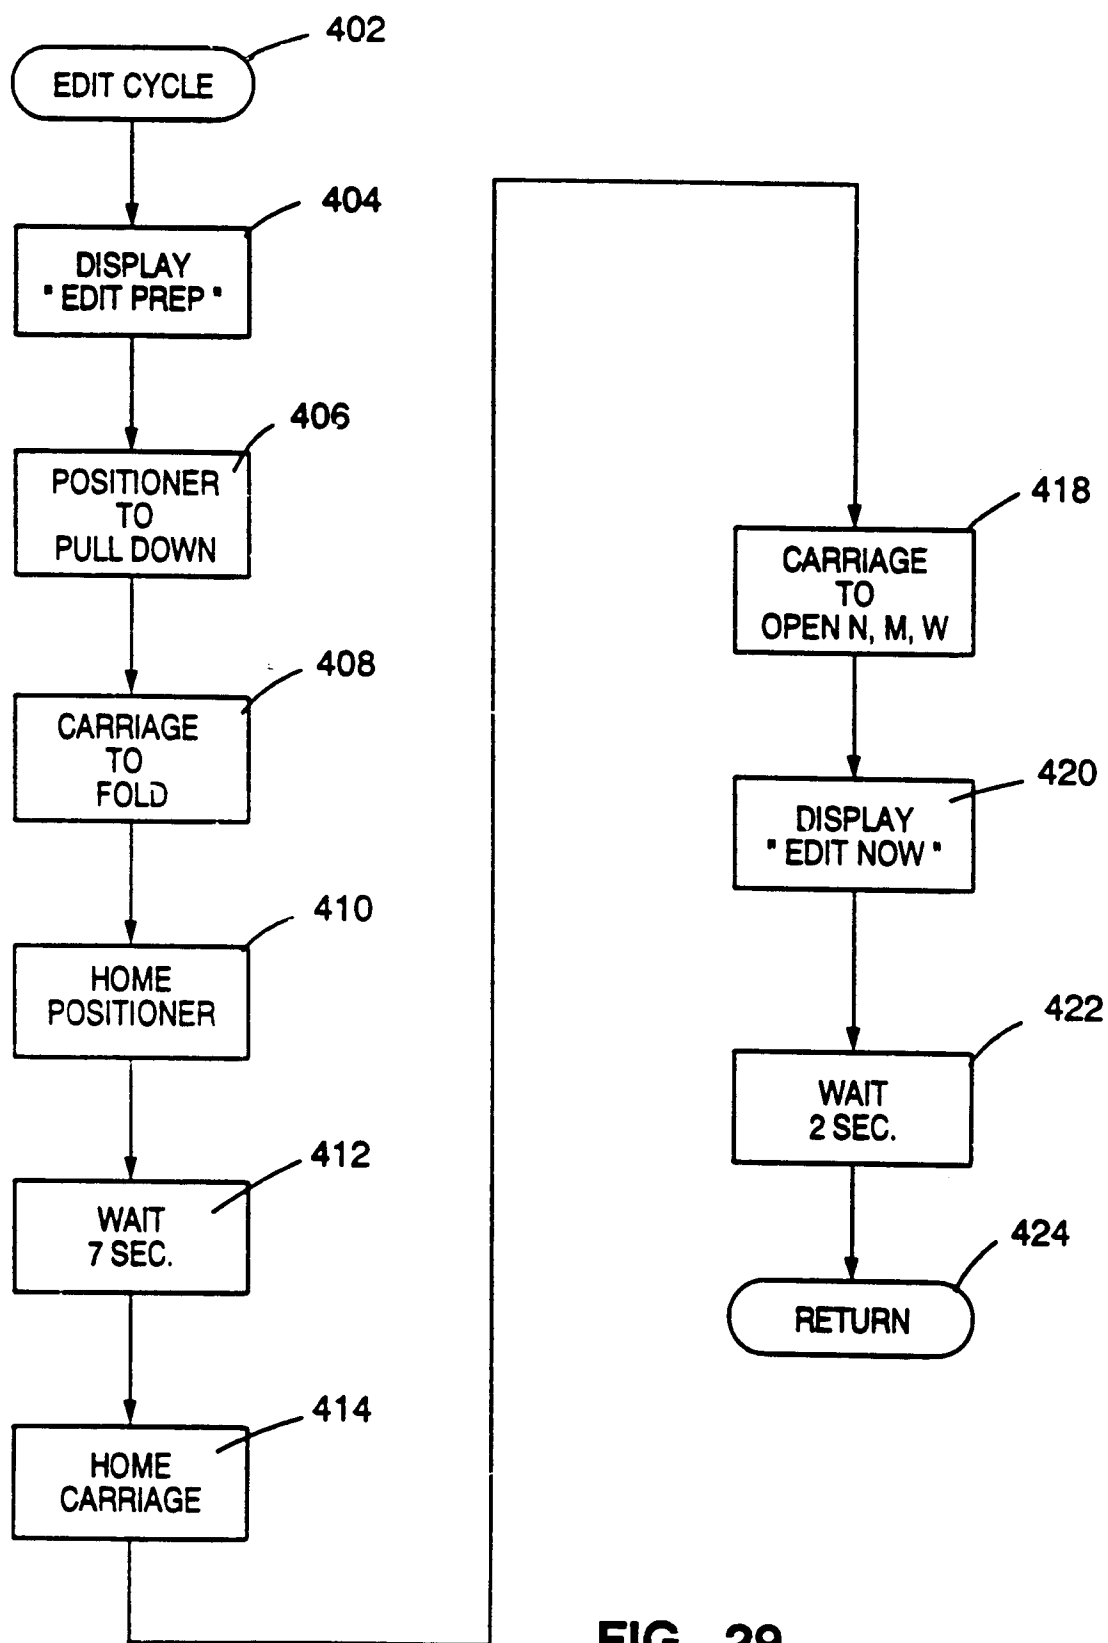 402
EDIT CYCLE
404
DISPLAY
" EDIT PREP "
406
POSITIONER
TO
PULL DOWN
408
CARRIAGE
TO
FOLD
410
HOME
POSITIONER
412
WAIT
7 SEC.
414
HOME
CARRIAGE
418
CARRIAGE
TO
OPEN N, M, W
420
DISPLAY
" EDIT NOW "
422
WAIT
2 SEC.
424
RETURN
FIG. 29